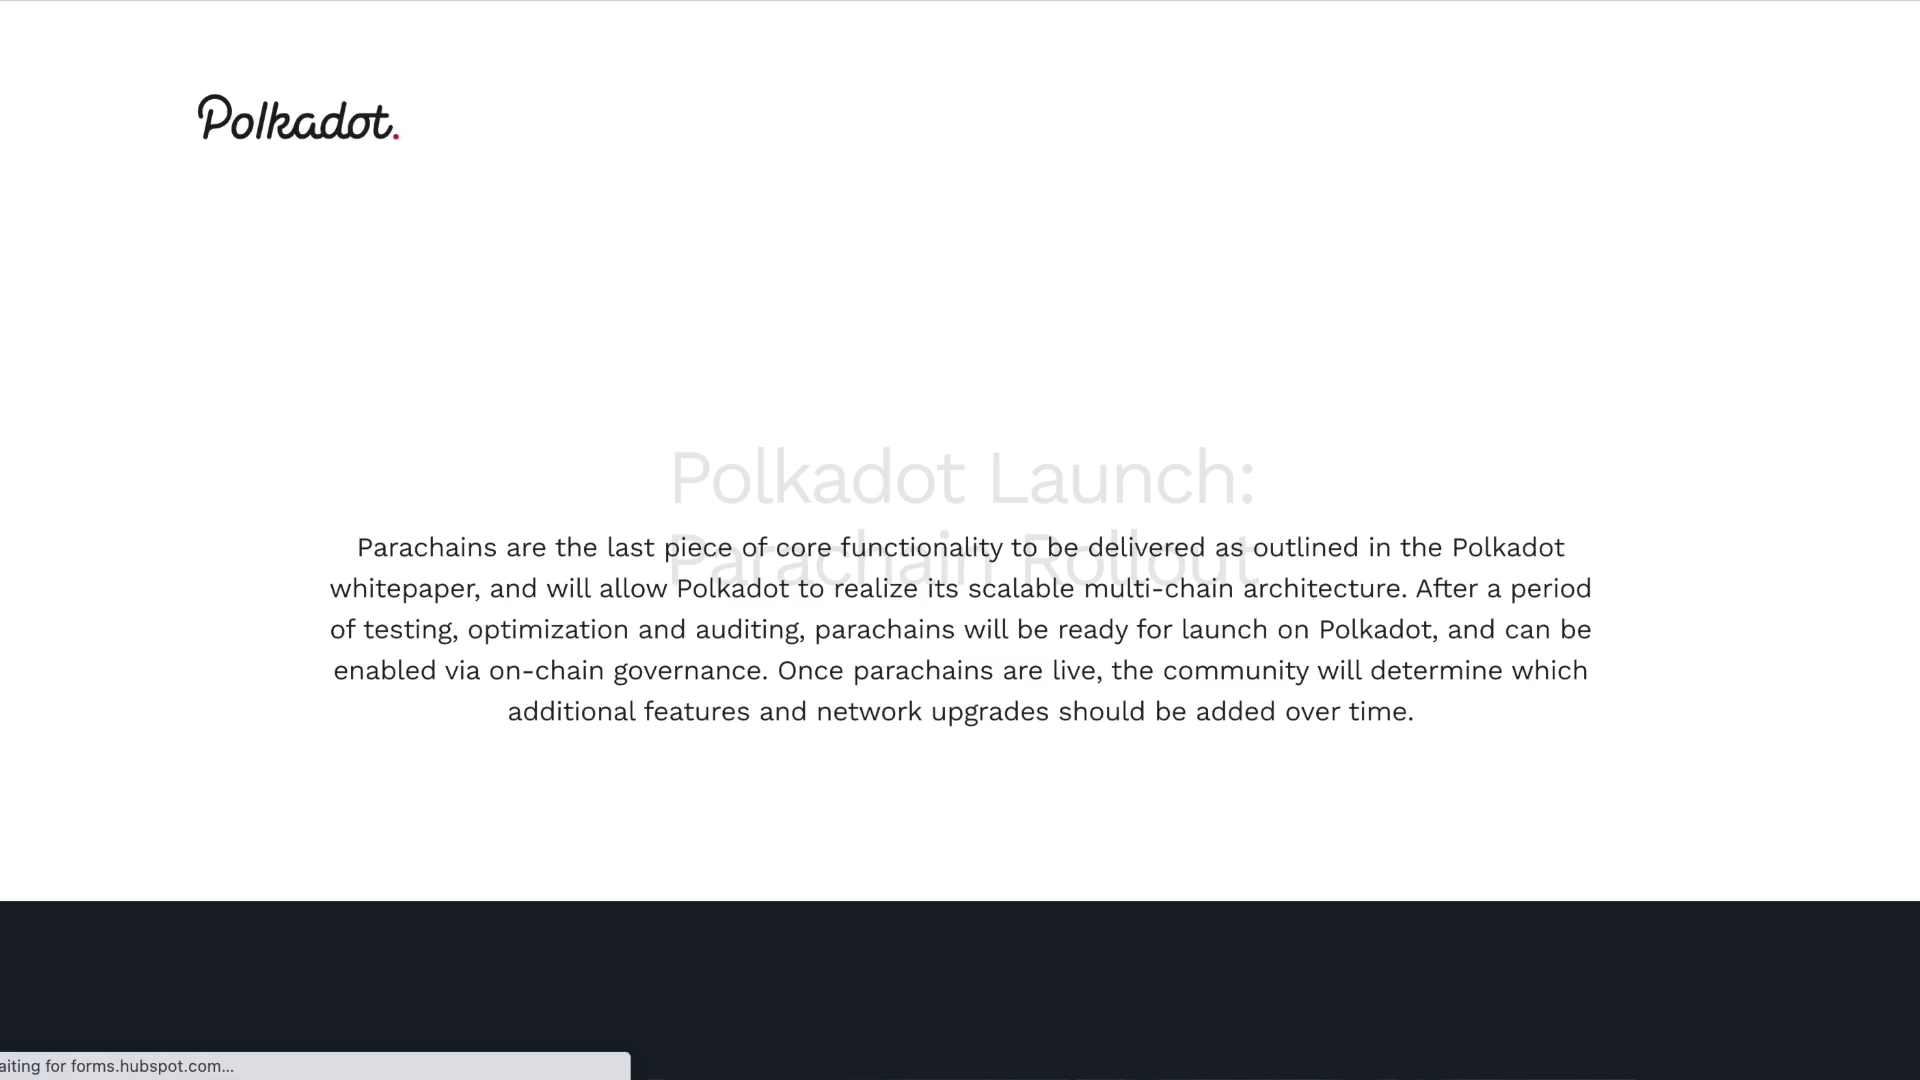 Polkadot.
Polkadot Launch:
Parachain Rollout
Parachains are the last piece of core functionality to be delivered as outlined in the Polkadot
whitepaper, and will allow Polkadot to realize its scalable multi-chain architecture. After a period
of testing, optimization and auditing, parachains will be ready for launch on Polkadot, and can be
enabled via on-chain governance. Once parachains are live, the community will determine which
additional features and network upgrades should be added over time.
aiting for forms.hubspot.com...